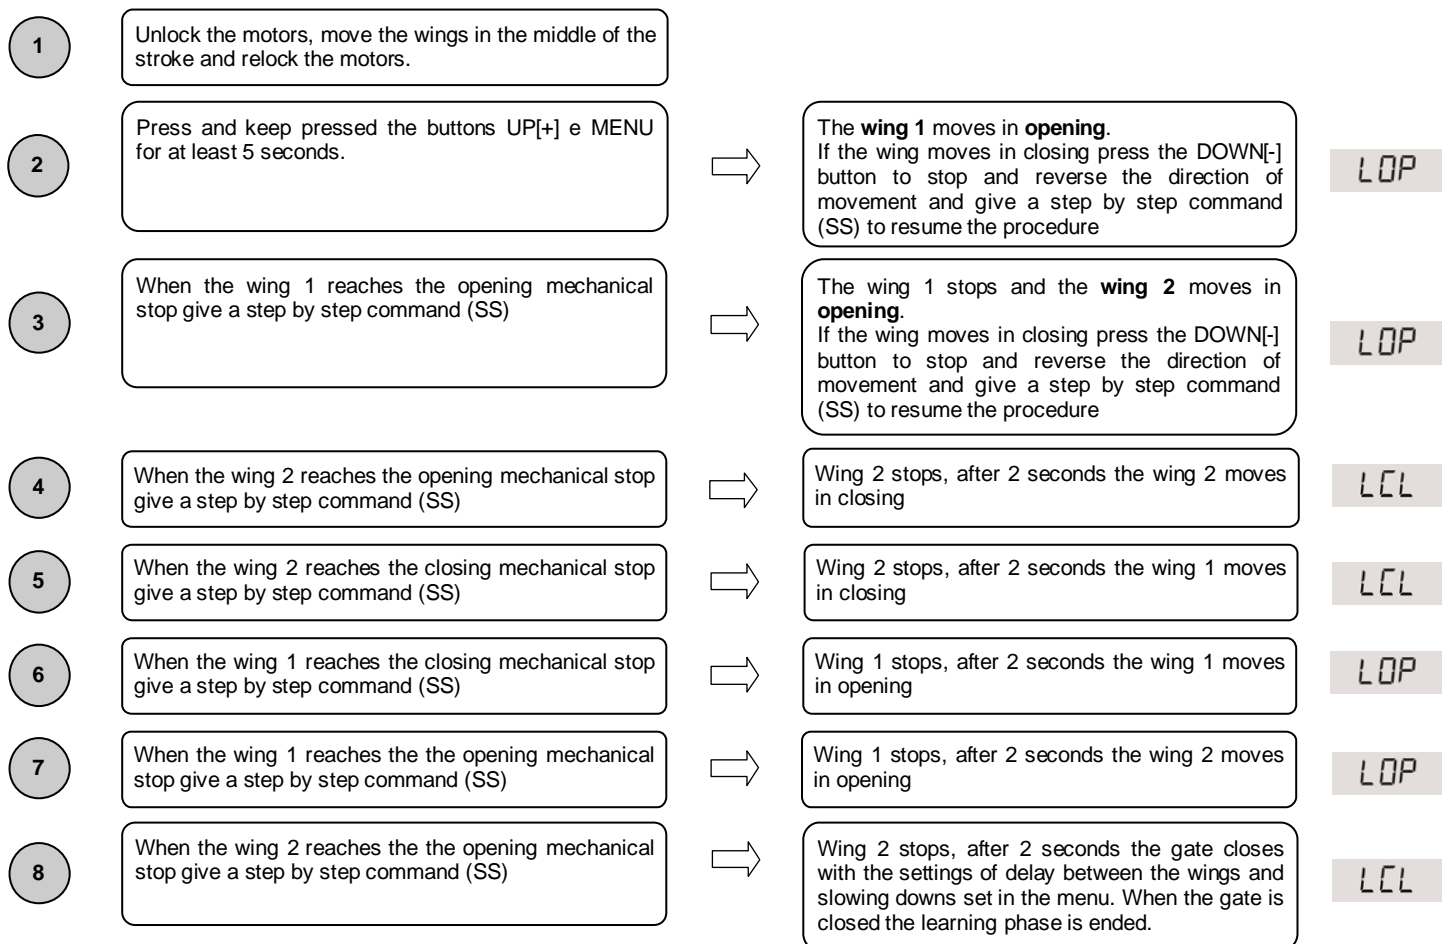 1
Unlock the motors, move the wings in the middle of the
stroke and relock the motors.
2
Press and keep pressed the buttons UP[+] e MENU
for at least 5 seconds.
The wing 1 moves in opening.
If the wing moves in closing press the DOWN[-]
button to stop and reverse the direction of
movement and give a step by step command
(SS) to resume the procedure
LOP
3
When the wing 1 reaches the opening mechanical
stop give a step by step command (SS)
The wing 1 stops and the wing 2 moves in
opening.
If the wing moves in closing press the DOWN[-]
button to stop and reverse the direction of
movement and give a step by step command
(SS) to resume the procedure
LOP
4
When the wing 2 reaches the opening mechanical stop
give a step by step command (SS)
Wing 2 stops, after 2 seconds the wing 2 moves
in closing
LCL
5
When the wing 2 reaches the closing mechanical stop
give a step by step command (SS)
Wing 2 stops, after 2 seconds the wing 1 moves
in closing
LCL
6
When the wing 1 reaches the closing mechanical stop
give a step by step command (SS)
Wing 1 stops, after 2 seconds the wing 1 moves
in opening
LOP
7
When the wing 1 reaches the the opening mechanical
stop give a step by step command (SS)
Wing 1 stops, after 2 seconds the wing 2 moves
in opening
LOP
8
When the wing 2 reaches the the opening mechanical
stop give a step by step command (SS)
Wing 2 stops, after 2 seconds the gate closes
with the settings of delay between the wings and
slowing downs set in the menu. When the gate is
closed the learning phase is ended.
LCL